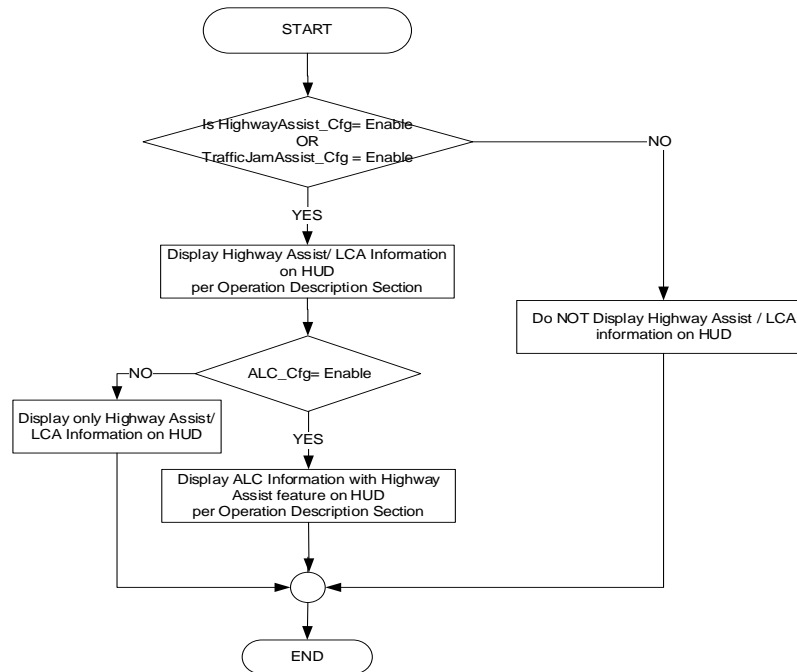 START
Is HighwayAssist_Cfg= Enable
OR
TrafficJamAssist_Cfg = Enable
NO
YES
Display Highway Assist/ LCA Information
on HUD
per Operation Description Section
Do NOT Display Highway Assist / LCA
information on HUD
ALC_Cfg= Enable
NO
Display only Highway Assist/
LCA Information on HUD
YES
Display ALC Information with Highway
Assist feature on HUD
per Operation Description Section
END